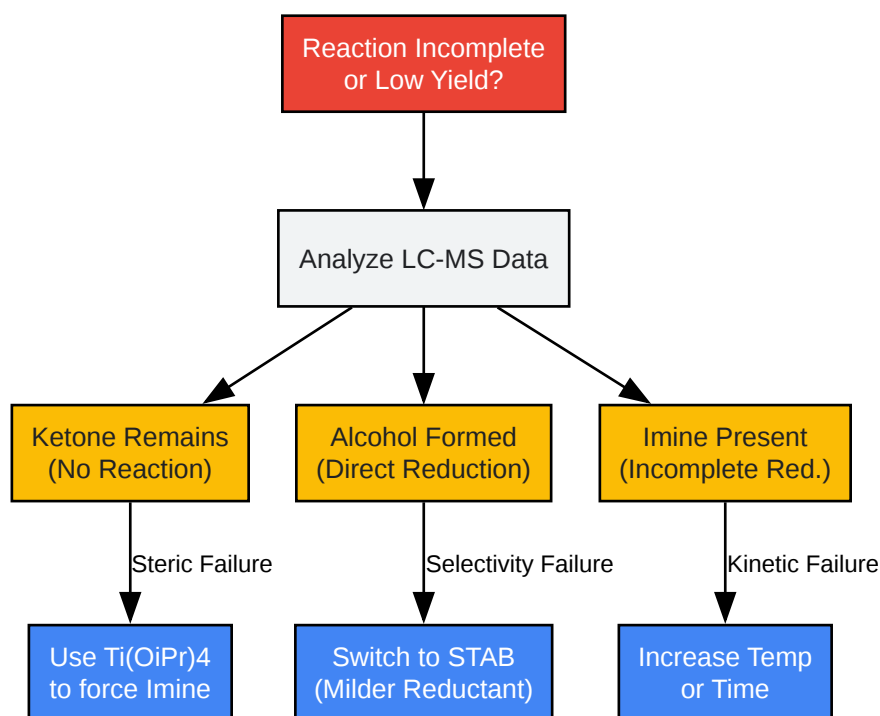 Reaction Incomplete
or Low Yield?
Analyze LC-MS Data
Ketone Remains
(No Reaction)
Alcohol Formed
(Direct Reduction)
Imine Present
(Incomplete Red.)
Steric Failure
Selectivity Failure
Kinetic Failure
Use Ti(OiPr)4
to force Imine
Switch to STAB
(Milder Reductant)
Increase Temp
or Time